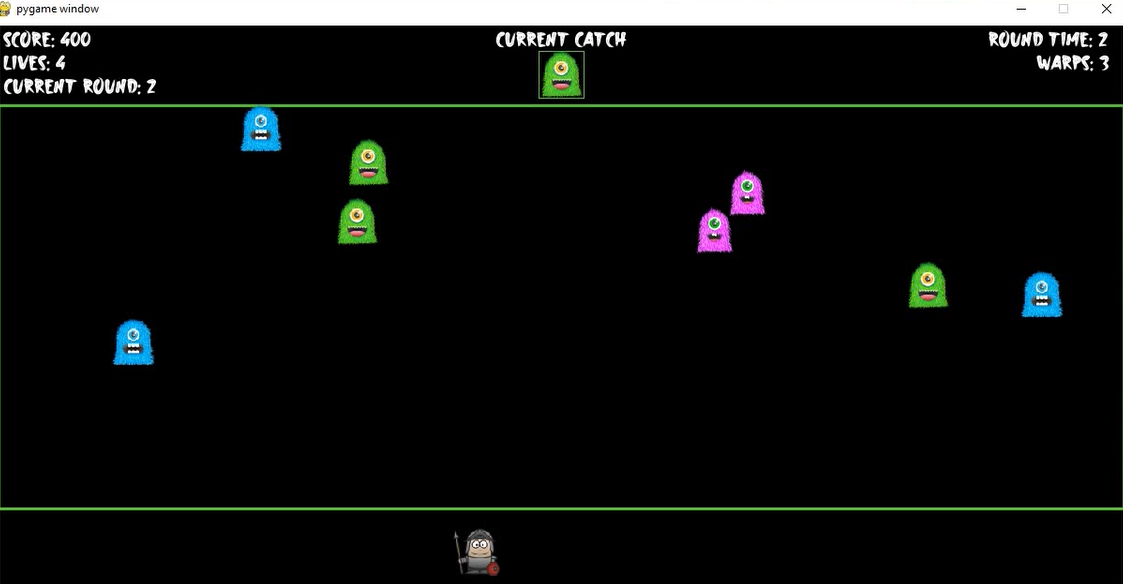 pygame window
SCORE: 400
CURRENT CATCH
ROUND TIME: 2
LIVES: 4
WARPS: 3
CURRENT ROUND: 2